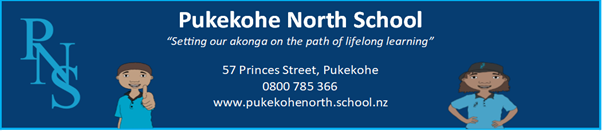 PNS
Pukekohe North School
“Setting our akonga on the path of lifelong learning”
57 Princes Street, Pukekohe
0800 785 366
www.pukekohenorth.school.nz